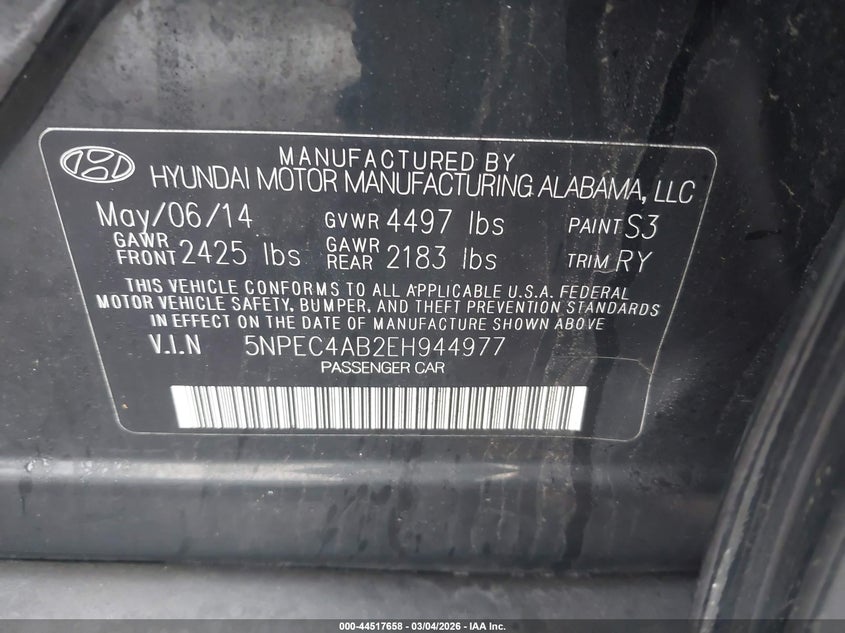 MANUFACTURED BY
HYUNDAI MOTOR MANUFACTURING ALABAMA, LLC
May/06/14 GVWR 4497 lbs PAINT S3
GAWR FRONT 2425 lbs GAWR REAR 2183 lbs TRIM RY
THIS VEHICLE CONFORMS TO ALL APPLICABLE U.S.A. FEDERAL
MOTOR VEHICLE SAFETY, BUMPER, AND THEFT PREVENTION STANDARDS
IN EFFECT ON THE DATE OF MANUFACTURE SHOWN ABOVE
V.I.N 5NPEC4AB2EH944977
PASSENGER CAR
000-44517658 - 03/04/2026 - IAA Inc.